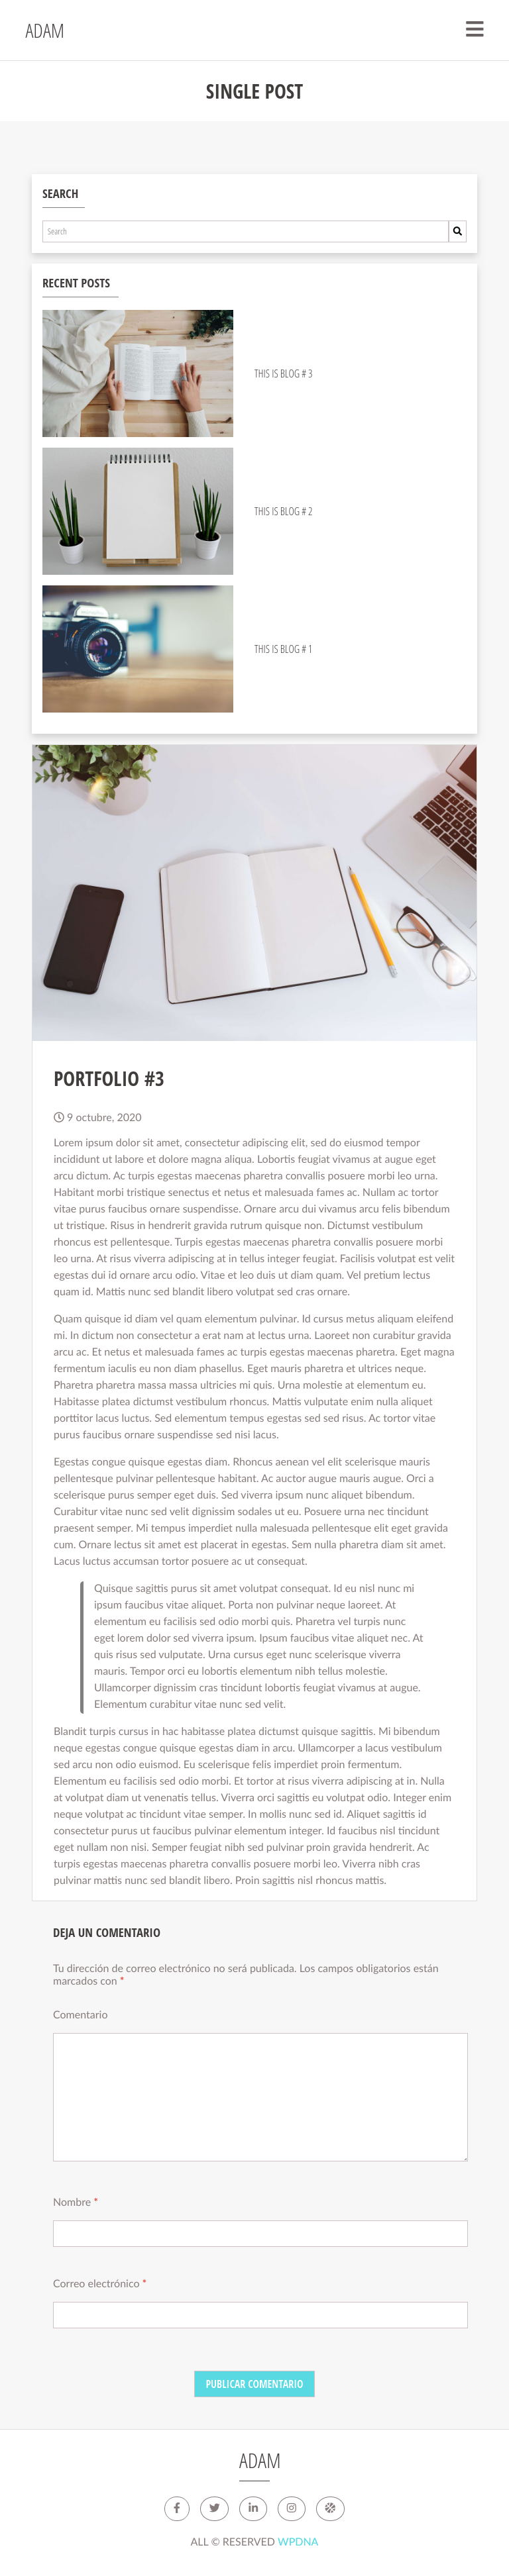 ADAM
SINGLE POST
SEARCH
Search
RECENT POSTS
THIS IS BLOG # 3
THIS IS BLOG # 2
THIS IS BLOG # 1
PORTFOLIO #3
9 octubre, 2020
Lorem ipsum dolor sit amet, consectetur adipiscing elit, sed do eiusmod tempor
incididunt ut labore et dolore magna aliqua. Lobortis feugiat vivamus at augue eget
arcu dictum. Ac turpis egestas maecenas pharetra convallis posuere morbi leo urna.
Habitant morbi tristique senectus et netus et malesuada fames ac. Nullam ac tortor
vitae purus faucibus ornare suspendisse. Ornare arcu dui vivamus arcu felis bibendum
ut tristique. Risus in hendrerit gravida rutrum quisque non. Dictumst vestibulum
rhoncus est pellentesque. Turpis egestas maecenas pharetra convallis posuere morbi
leo urna. At risus viverra adipiscing at in tellus integer feugiat. Facilisis volutpat est velit
egestas dui id ornare arcu odio. Vitae et leo duis ut diam quam. Vel pretium lectus
quam id. Mattis nunc sed blandit libero volutpat sed cras ornare.
Quam quisque id diam vel quam elementum pulvinar. Id cursus metus aliquam eleifend
mi. In dictum non consectetur a erat nam at lectus urna. Laoreet non curabitur gravida
arcu ac. Et netus et malesuada fames ac turpis egestas maecenas pharetra. Eget magna
fermentum iaculis eu non diam phasellus. Eget mauris pharetra et ultrices neque.
Pharetra pharetra massa massa ultricies mi quis. Urna molestie at elementum eu.
Habitasse platea dictumst vestibulum rhoncus. Mattis vulputate enim nulla aliquet
porttitor lacus luctus. Sed elementum tempus egestas sed sed risus. Ac tortor vitae
purus faucibus ornare suspendisse sed nisi lacus.
Egestas congue quisque egestas diam. Rhoncus aenean vel elit scelerisque mauris
pellentesque pulvinar pellentesque habitant. Ac auctor augue mauris augue. Orci a
scelerisque purus semper eget duis. Sed viverra ipsum nunc aliquet bibendum.
Curabitur vitae nunc sed velit dignissim sodales ut eu. Posuere urna nec tincidunt
praesent semper. Mi tempus imperdiet nulla malesuada pellentesque elit eget gravida
cum. Ornare lectus sit amet est placerat in egestas. Sem nulla pharetra diam sit amet.
Lacus luctus accumsan tortor posuere ac ut consequat.
Quisque sagittis purus sit amet volutpat consequat. Id eu nisl nunc mi
ipsum faucibus vitae aliquet. Porta non pulvinar neque laoreet. At
elementum eu facilisis sed odio morbi quis. Pharetra vel turpis nunc
eget lorem dolor sed viverra ipsum. Ipsum faucibus vitae aliquet nec. At
quis risus sed vulputate. Urna cursus eget nunc scelerisque viverra
mauris. Tempor orci eu lobortis elementum nibh tellus molestie.
Ullamcorper dignissim cras tincidunt lobortis feugiat vivamus at augue.
Elementum curabitur vitae nunc sed velit.
Blandit turpis cursus in hac habitasse platea dictumst quisque sagittis. Mi bibendum
neque egestas congue quisque egestas diam in arcu. Ullamcorper a lacus vestibulum
sed arcu non odio euismod. Eu scelerisque felis imperdiet proin fermentum.
Elementum eu facilisis sed odio morbi. Et tortor at risus viverra adipiscing at in. Nulla
at volutpat diam ut venenatis tellus. Viverra orci sagittis eu volutpat odio. Integer enim
neque volutpat ac tincidunt vitae semper. In mollis nunc sed id. Aliquet sagittis id
consectetur purus ut faucibus pulvinar elementum integer. Id faucibus nisl tincidunt
eget nullam non nisi. Semper feugiat nibh sed pulvinar proin gravida hendrerit. Ac
turpis egestas maecenas pharetra convallis posuere morbi leo. Viverra nibh cras
pulvinar mattis nunc sed blandit libero. Proin sagittis nisl rhoncus mattis.
DEJA UN COMENTARIO
Tu dirección de correo electrónico no será publicada. Los campos obligatorios están
marcados con *
Comentario
Nombre *
Correo electrónico *
PUBLICAR COMENTARIO
ADAM
ALL © RESERVED WPDNA